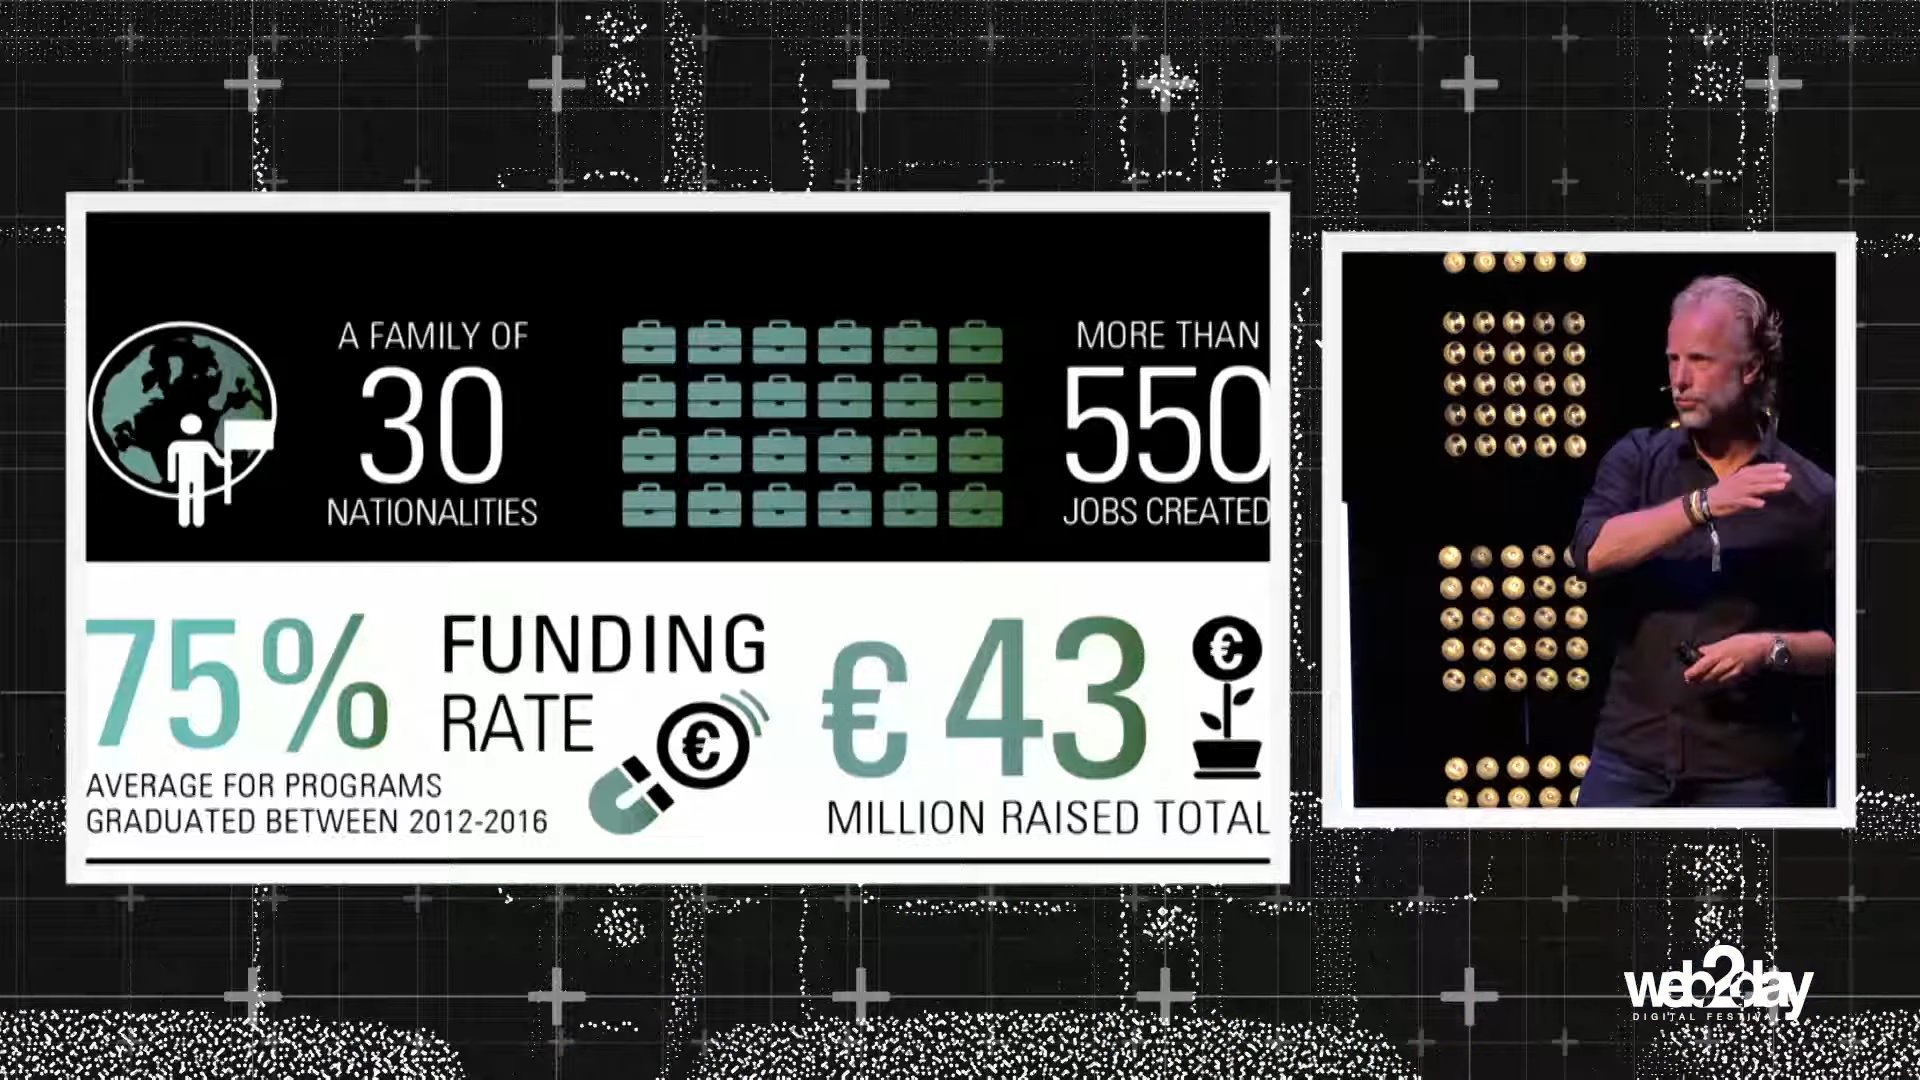 A FAMILY OF
30
NATIONALITIES
MORE THAN
550
JOBS CREATED
75%
FUNDING
RATE
AVERAGE FOR PROGRAMS
GRADUATED BETWEEN 2012-2016
€
€ 43
€
MILLION RAISED TOTAL
web2day
DIGITAL FESTIVAL